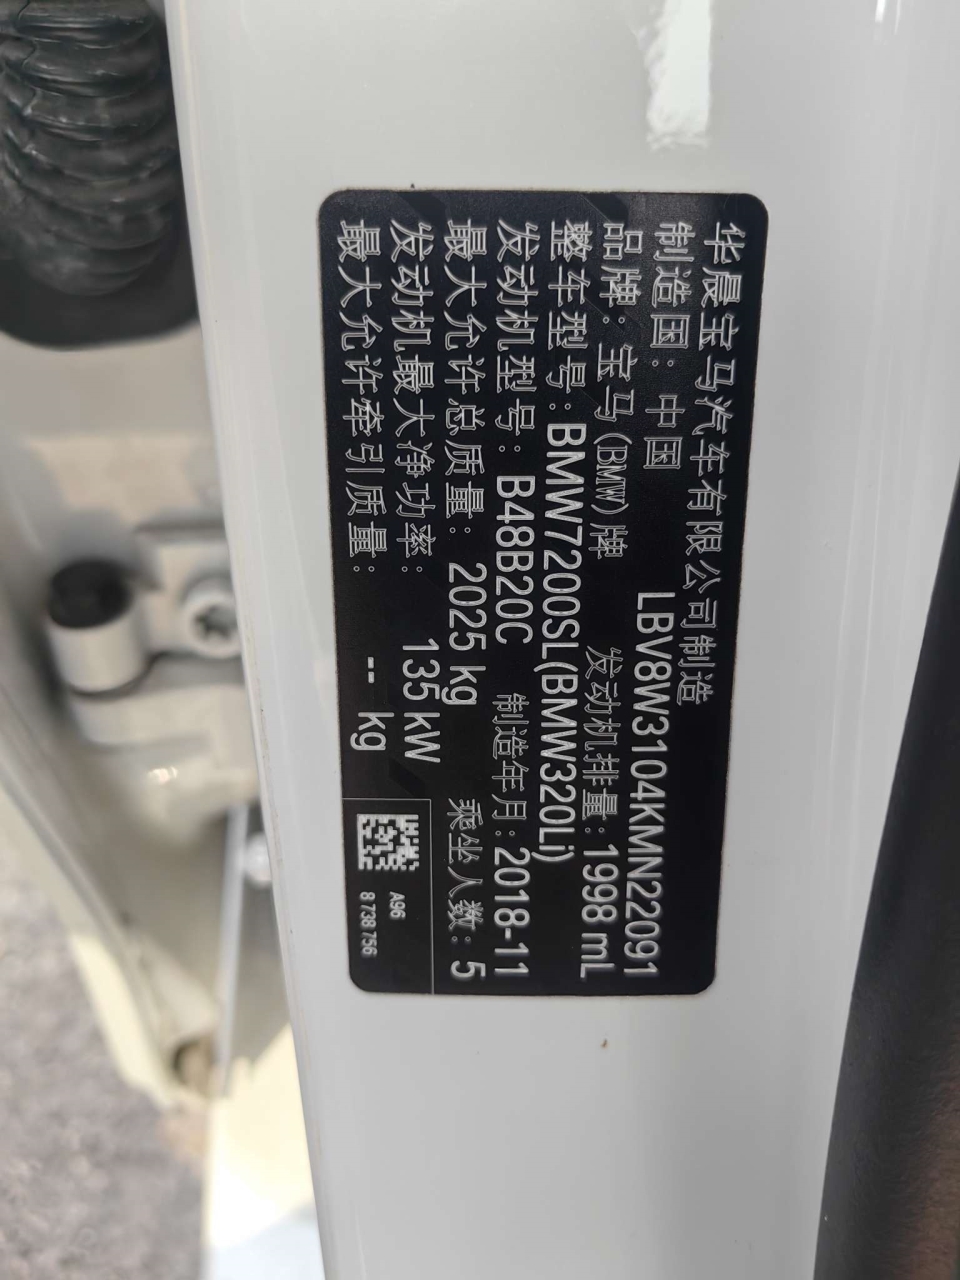 华晨宝马汽车有限公司制造
制造国：中国 LBV8W3104KMN22091
品牌：宝马(BMW)牌 发动机排量：1998 mL
整车型号：BMW7200SL(BMW320Li)
发动机型号：B48B20C 制造年月：2018-11
最大允许总质量：2025 kg 乘坐人数：5
发动机最大净功率：135 kW
最大允许牵引质量：-- kg
A96
8 738 756